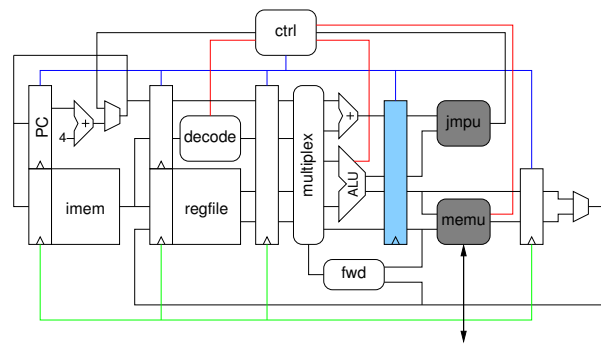 ctrl
PC
4
+
decode
multiplex
+
ALU
jmpu
imem
regfile
memu
fwd